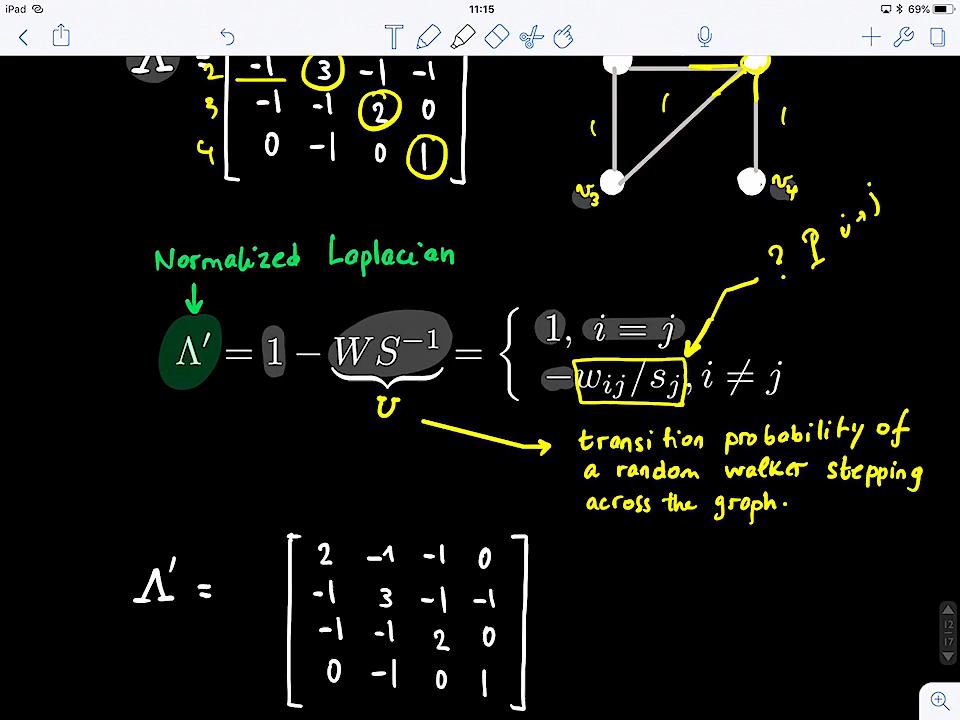 iPad 11:15 69%
Λ
2 -1 3 -1 -1
3 -1 -1 2 0
4 0 -1 0 1
1 1 1
v₃ v₄
? P i→j
Normalized Laplacian
Λ′ = 1 − WS⁻¹ = { 1, i = j
−wᵢⱼ/sⱼ, i ≠ j
U
transition probability of
a random walker stepping
across the graph.
Λ′ =
2 -1 -1 0
-1 3 -1 -1
-1 -1 2 0
0 -1 0 1
12
17